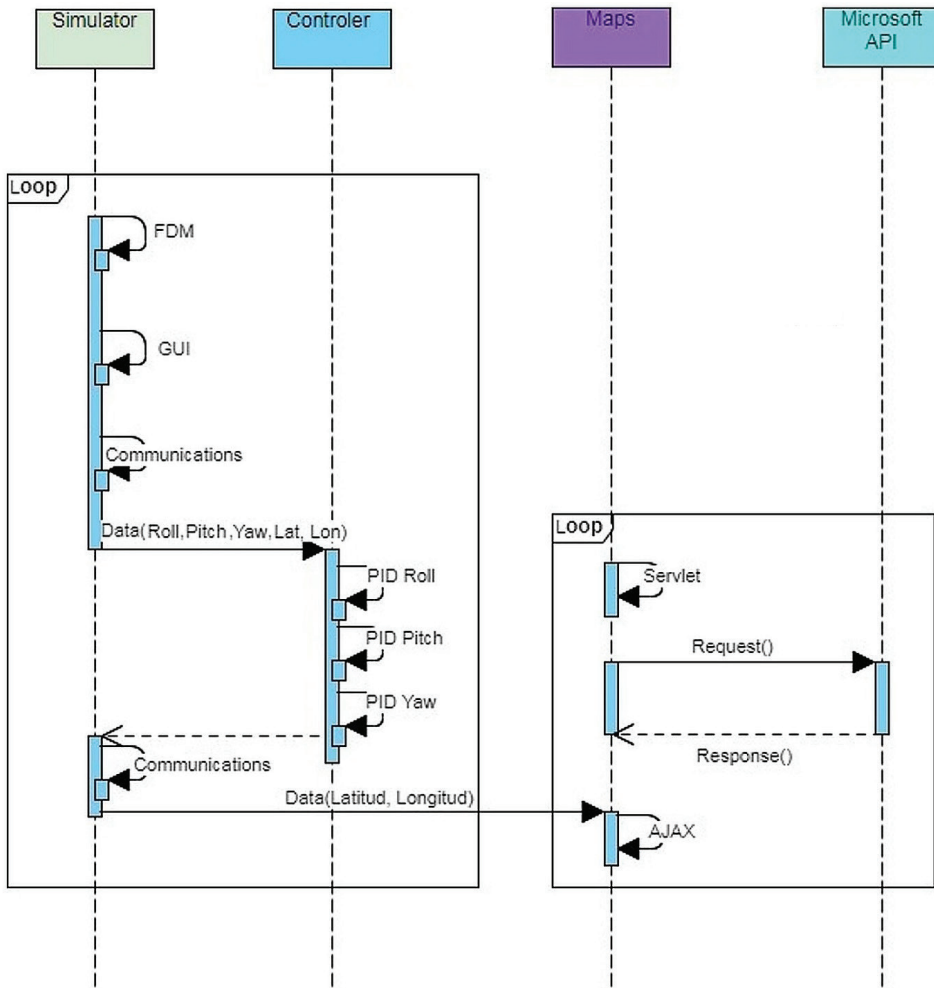 Simulator
Controler
Maps
Microsoft
API
Loop
FDM
GUI
Communications
Data(Roll,Pitch,Yaw,Lat, Lon)
Loop
PID Roll
Servlet
PID Pitch
Request()
PID Yaw
Communications
Response()
Data(Latitud, Longitud)
AJAX